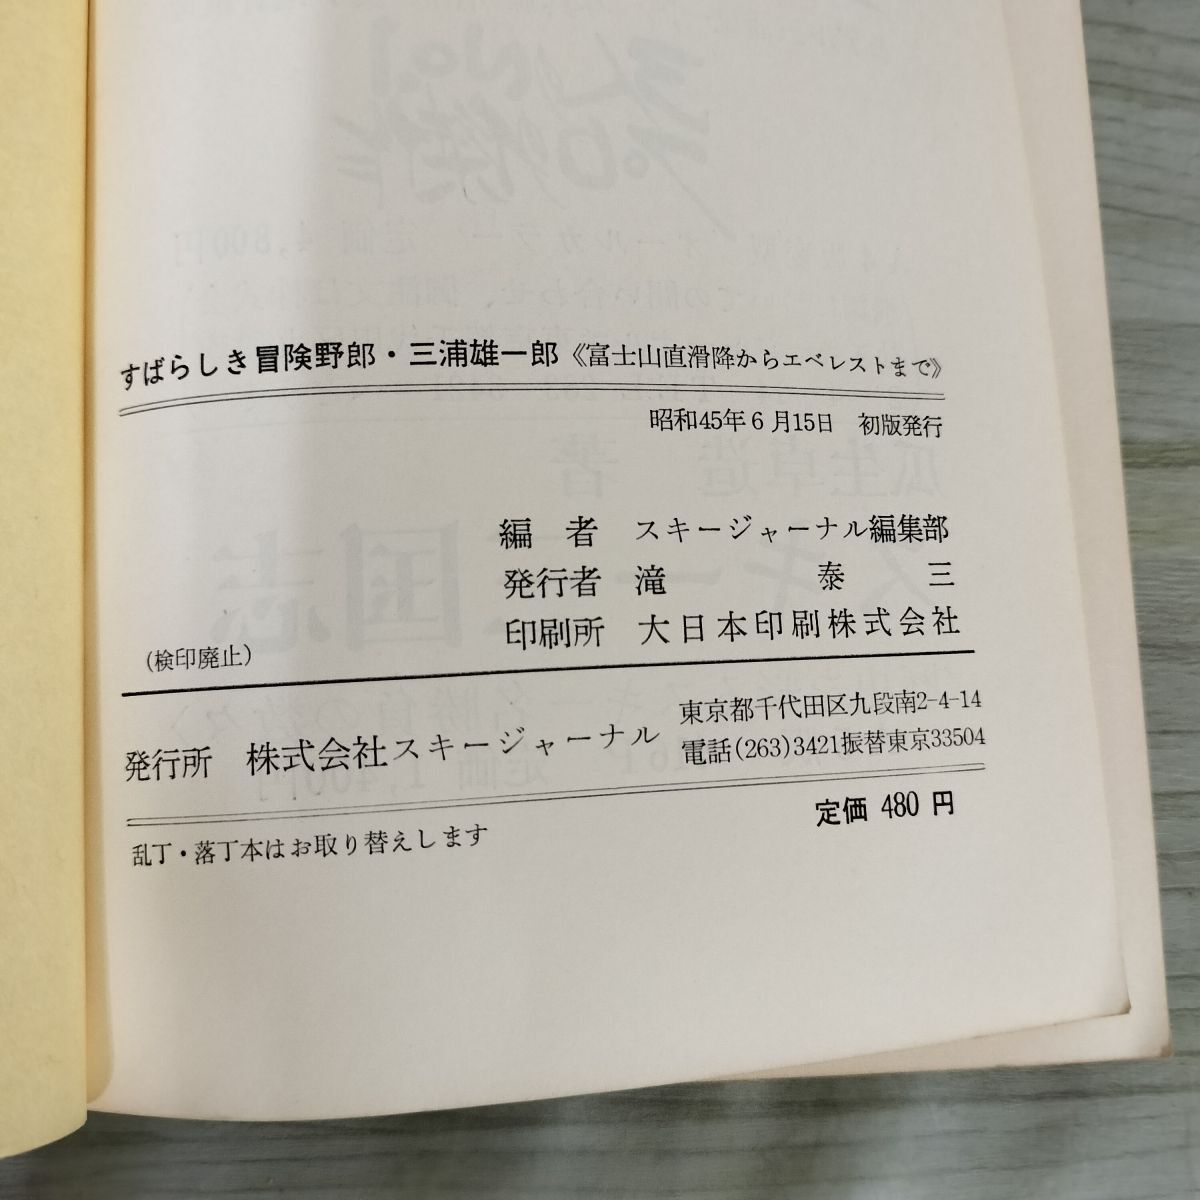 すばらしき冒険野郎・三浦雄一郎《富士山直滑降からエベレストまで》
昭和45年6月15日　初版発行
編　者　スキージャーナル編集部
発行者　滝　泰　三
印刷所　大日本印刷株式会社
(検印廃止)
発行所　株式会社スキージャーナル
東京都千代田区九段南2-4-14
電話(263)3421振替東京33504
定価 480 円
乱丁・落丁本はお取り替えします